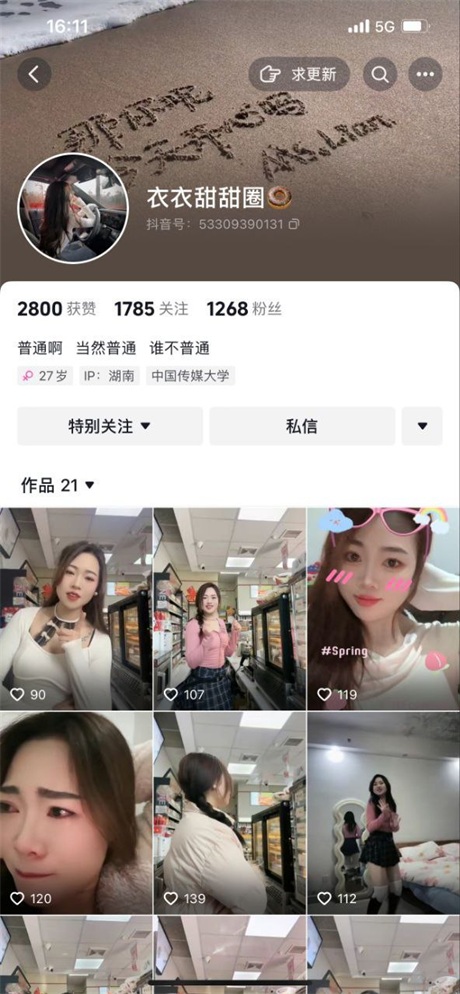 16:11
5G
求更新
那你呢
今天开心吗
Ms.Lian
衣衣甜甜圈
抖音号：53309390131
2800 获赞 1785 关注 1268 粉丝
普通啊 当然普通 谁不普通
27岁 IP：湖南 中国传媒大学
特别关注 私信
作品 21
90 107 #Spring 119
120 139 112